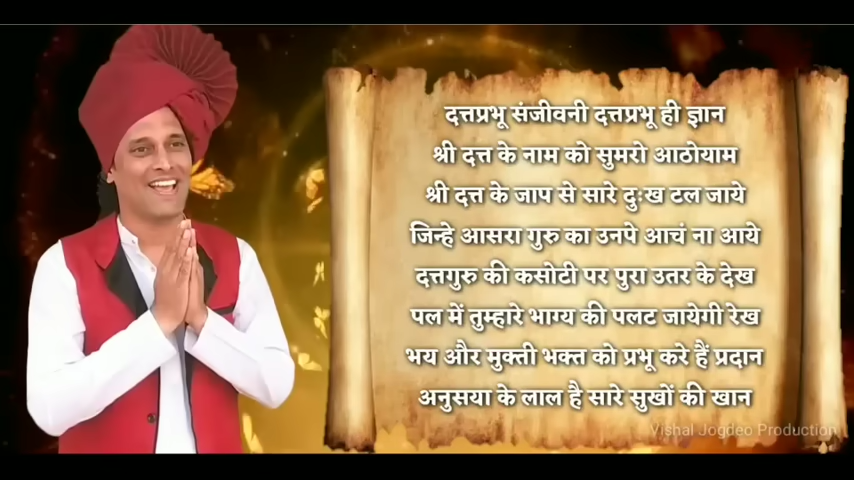 दत्तप्रभू संजीवनी दत्तप्रभू ही ज्ञान
श्री दत्त के नाम को सुमरो आठोयाम
श्री दत्त के जाप से सारे दुःख टल जाये
जिन्हे आसरा गुरु का उनपे आचं ना आये
दत्तगुरु की कसोटी पर पुरा उतर के देख
पल में तुम्हारे भाग्य की पलट जायेगी रेख
भय और मुक्ती भक्त को प्रभू करे हैं प्रदान
अनुसया के लाल है सारे सुखों की खान
Vishal Jogdeo Production